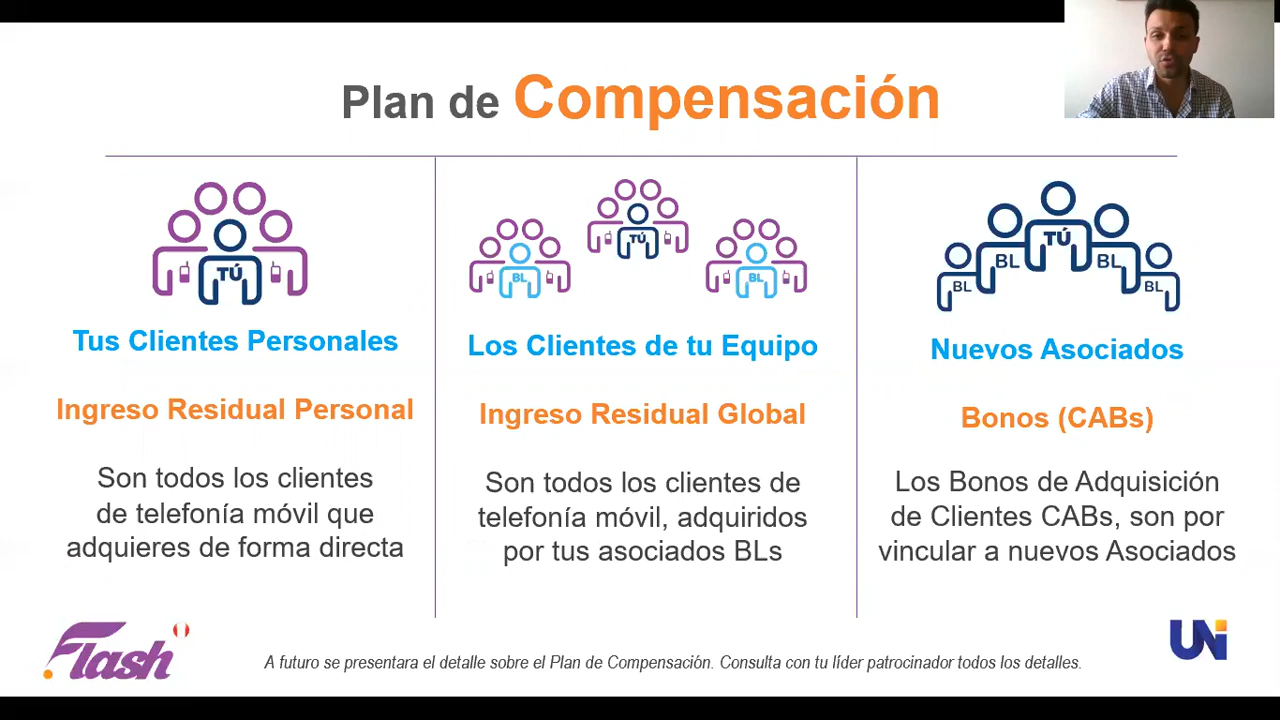 Plan de Compensación
TÚ
Tus Clientes Personales
Ingreso Residual Personal
Son todos los clientes
de telefonía móvil que
adquieres de forma directa
BL
TÚ
BL
Los Clientes de tu Equipo
Ingreso Residual Global
Son todos los clientes de
telefonía móvil, adquiridos
por tus asociados BLs
BL
BL
TÚ
BL
BL
Nuevos Asociados
Bonos (CABs)
Los Bonos de Adquisición
de Clientes CABs, son por
vincular a nuevos Asociados
Flash
A futuro se presentara el detalle sobre el Plan de Compensación. Consulta con tu líder patrocinador todos los detalles.
UNi